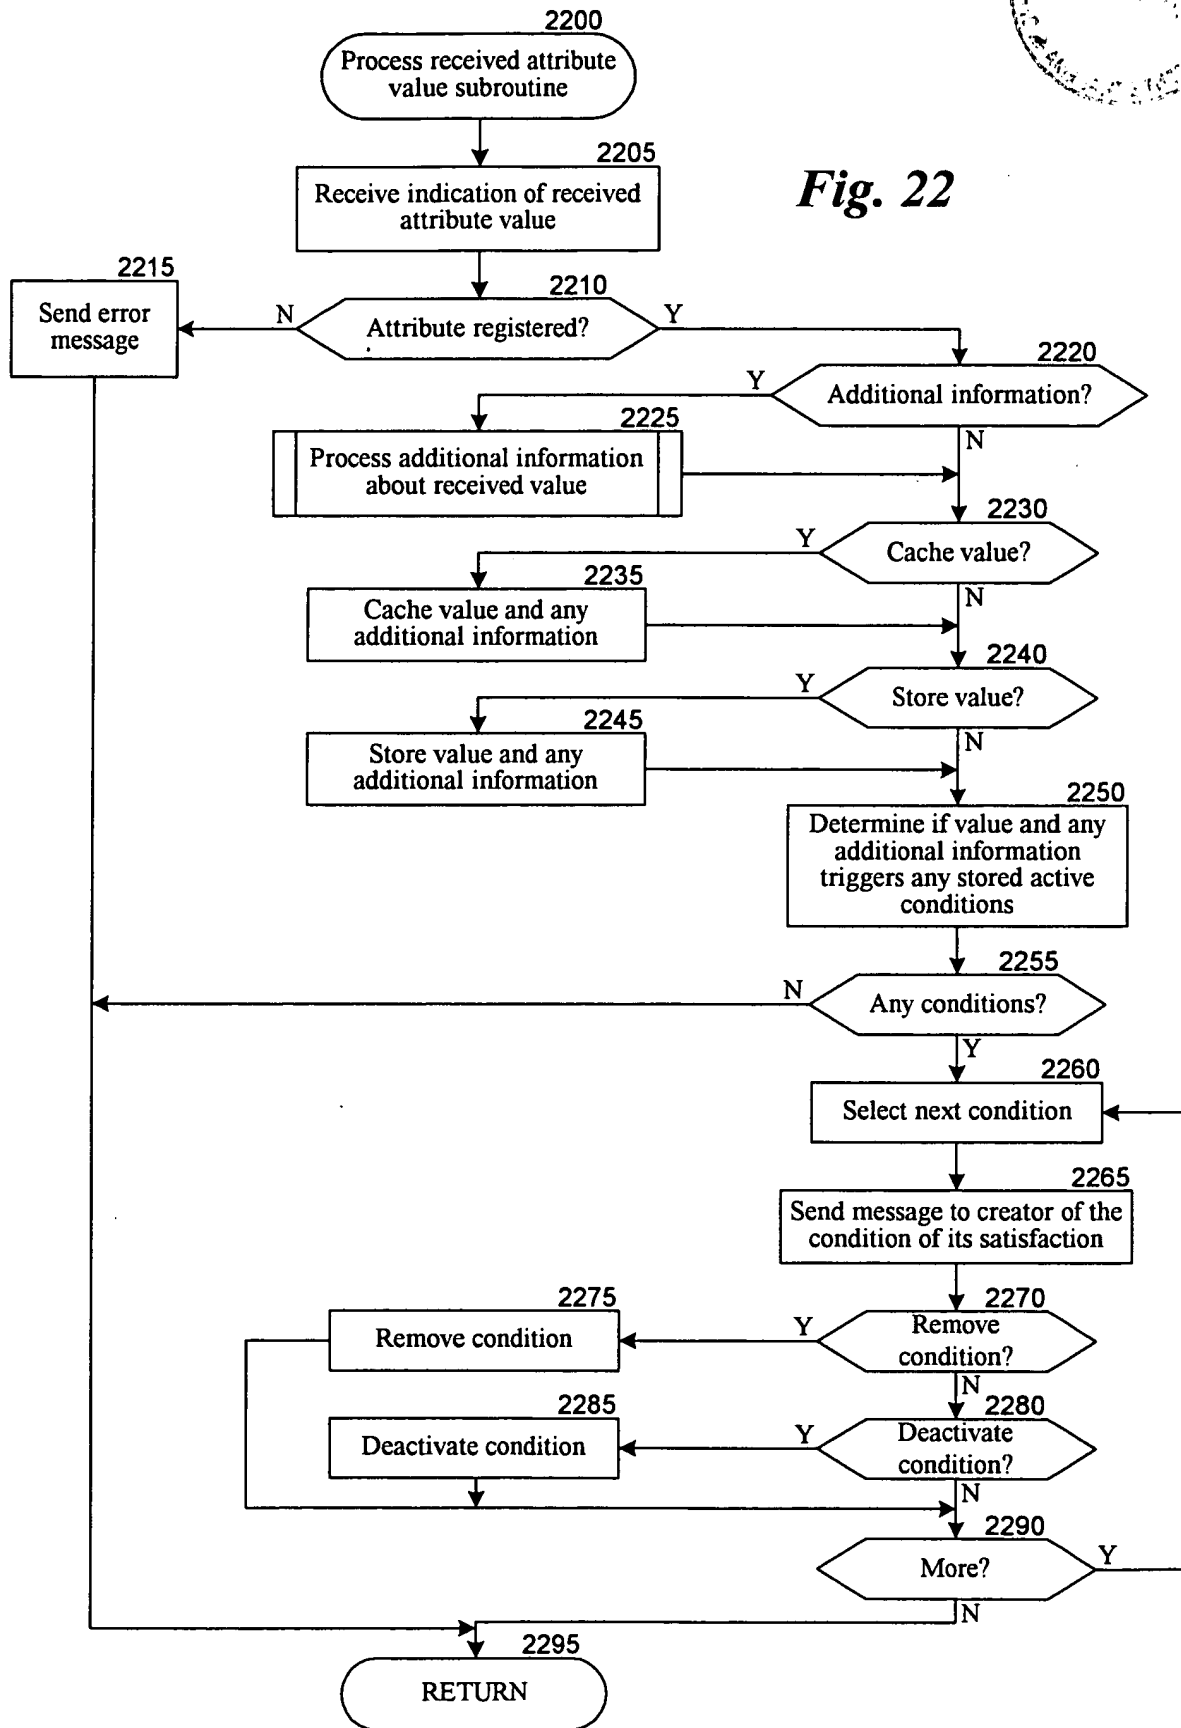 2200
Process received attribute
value subroutine
2205
Receive indication of received
attribute value
Fig. 22
2215
Send error
message
N
2210
Attribute registered?
Y
2220
Additional information?
Y
N
2225
Process additional information
about received value
2230
Cache value?
Y
N
2235
Cache value and any
additional information
2240
Store value?
Y
N
2245
Store value and any
additional information
2250
Determine if value and any
additional information
triggers any stored active
conditions
2255
Any conditions?
N
Y
2260
Select next condition
2265
Send message to creator of the
condition of its satisfaction
2270
Remove
condition?
Y
N
2275
Remove condition
2280
Deactivate
condition?
Y
N
2285
Deactivate condition
2290
More?
Y
N
2295
RETURN